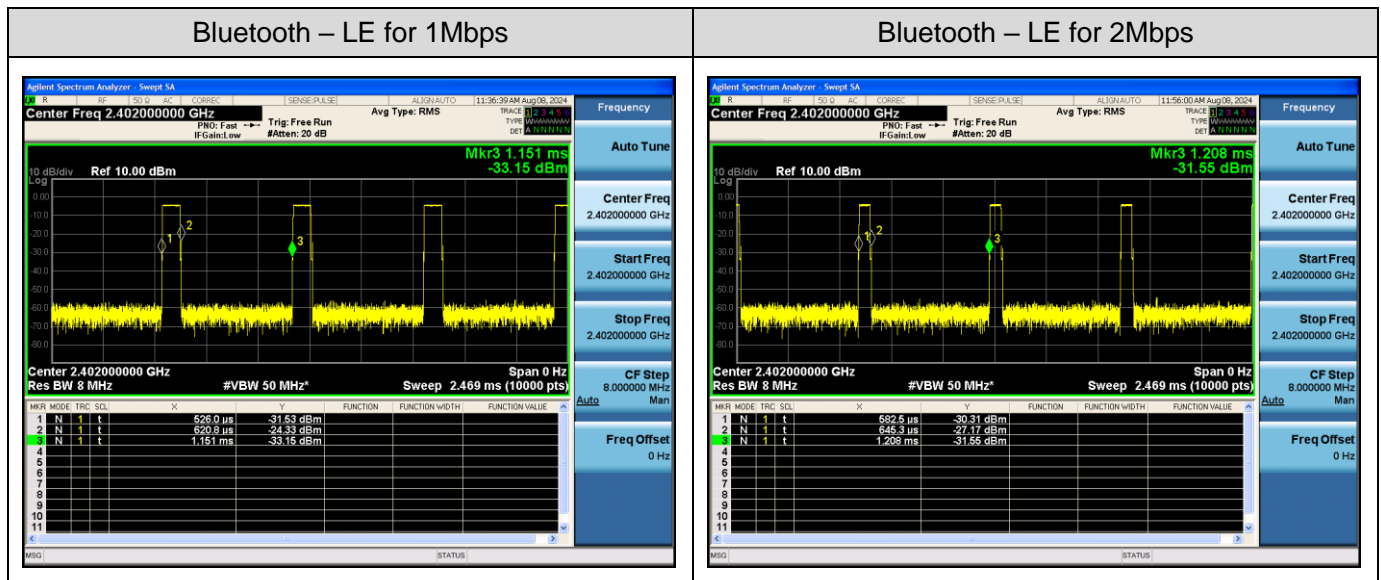 Bluetooth – LE for 1Mbps
Agilent Spectrum Analyzer - Swept SA
R RF 50 Ω AC CORREC SENSE:PULSE ALIGNAUTO 11:36:39 AM Aug 08, 2024
Center Freq 2.402000000 GHz
PNO: Fast
IFGain:Low
Trig: Free Run
#Atten: 20 dB
Avg Type: RMS
TRACE 1 2 3 4 5 6
TYPE
DET A N N N N N
Mkr3 1.151 ms
-33.15 dBm
10 dB/div Ref 10.00 dBm
Log
0.00
-10.0
-20.0
-30.0
-40.0
-50.0
-60.0
-70.0
-80.0
1
2
3
Center 2.402000000 GHz Span 0 Hz
Res BW 8 MHz #VBW 50 MHz* Sweep 2.469 ms (10000 pts)
MKR MODE TRC SCL X Y FUNCTION FUNCTION WIDTH FUNCTION VALUE
1 N 1 t 526.0 µs -31.53 dBm
2 N 1 t 620.8 µs -24.33 dBm
3 N 1 t 1.151 ms -33.15 dBm
4
5
6
7
8
9
10
11
MSG STATUS
Frequency
Auto Tune
Center Freq
2.402000000 GHz
Start Freq
2.402000000 GHz
Stop Freq
2.402000000 GHz
CF Step
8.000000 MHz
Auto Man
Freq Offset
0 Hz
Bluetooth – LE for 2Mbps
Agilent Spectrum Analyzer - Swept SA
R RF 50 Ω AC CORREC SENSE:PULSE ALIGNAUTO 11:56:00 AM Aug 08, 2024
Center Freq 2.402000000 GHz
PNO: Fast
IFGain:Low
Trig: Free Run
#Atten: 20 dB
Avg Type: RMS
TRACE 1 2 3 4 5 6
TYPE
DET A N N N N N
Mkr3 1.208 ms
-31.55 dBm
10 dB/div Ref 10.00 dBm
Log
0.00
-10.0
-20.0
-30.0
-40.0
-50.0
-60.0
-70.0
-80.0
1
2
3
Center 2.402000000 GHz Span 0 Hz
Res BW 8 MHz #VBW 50 MHz* Sweep 2.469 ms (10000 pts)
MKR MODE TRC SCL X Y FUNCTION FUNCTION WIDTH FUNCTION VALUE
1 N 1 t 582.5 µs -30.31 dBm
2 N 1 t 645.3 µs -27.17 dBm
3 N 1 t 1.208 ms -31.55 dBm
4
5
6
7
8
9
10
11
MSG STATUS
Frequency
Auto Tune
Center Freq
2.402000000 GHz
Start Freq
2.402000000 GHz
Stop Freq
2.402000000 GHz
CF Step
8.000000 MHz
Auto Man
Freq Offset
0 Hz